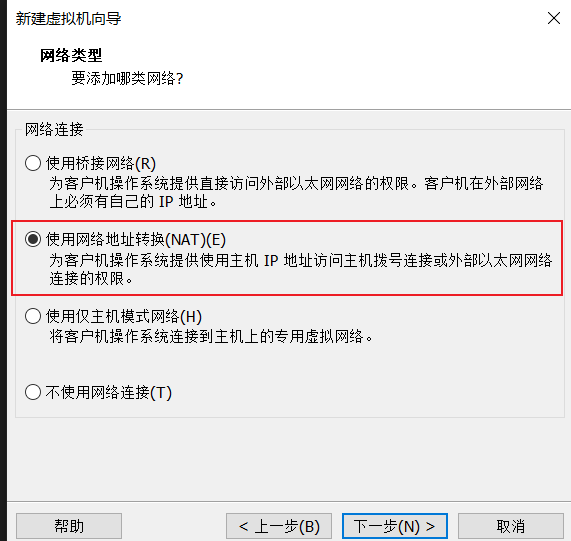 新建虚拟机向导
网络类型
要添加哪类网络?
网络连接
使用桥接网络(R)
为客户机操作系统提供直接访问外部以太网网络的权限。客户机在外部网络
上必须有自己的 IP 地址。
使用网络地址转换(NAT)(E)
为客户机操作系统提供使用主机 IP 地址访问主机拨号连接或外部以太网网络
连接的权限。
使用仅主机模式网络(H)
将客户机操作系统连接到主机上的专用虚拟网络。
不使用网络连接(T)
帮助
< 上一步(B)
下一步(N) >
取消